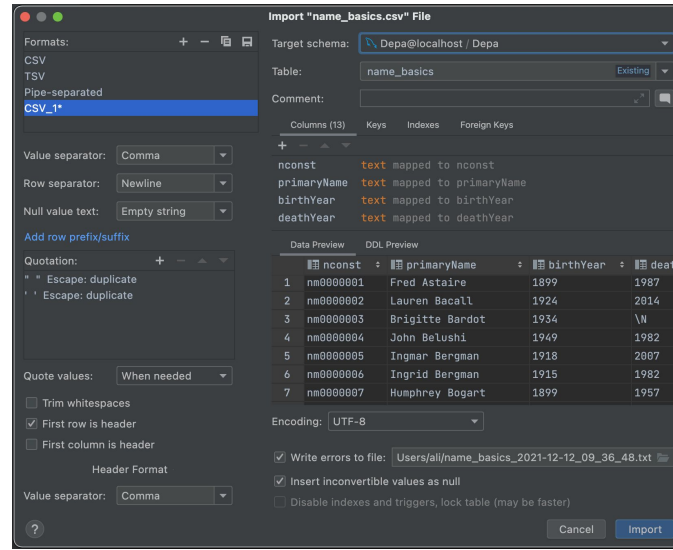 Import "name_basics.csv" File
Formats:
CSV
TSV
Pipe-separated
CSV_1*
Value separator: Comma
Row separator: Newline
Null value text: Empty string
Add row prefix/suffix
Quotation:
" " Escape: duplicate
' ' Escape: duplicate
Quote values: When needed
Trim whitespaces
First row is header
First column is header
Header Format
Value separator: Comma
?
Target schema: Depa@localhost / Depa
Table: name_basics Existing
Comment:
Columns (13) Keys Indexes Foreign Keys
nconst text mapped to nconst
primaryName text mapped to primaryName
birthYear text mapped to birthYear
deathYear text mapped to deathYear
Data Preview DDL Preview
nconst primaryName birthYear deat
1 nm0000001 Fred Astaire 1899 1987
2 nm0000002 Lauren Bacall 1924 2014
3 nm0000003 Brigitte Bardot 1934 \N
4 nm0000004 John Belushi 1949 1982
5 nm0000005 Ingmar Bergman 1918 2007
6 nm0000006 Ingrid Bergman 1915 1982
7 nm0000007 Humphrey Bogart 1899 1957
Encoding: UTF-8
Write errors to file: Users/ali/name_basics_2021-12-12_09_36_48.txt
Insert inconvertible values as null
Disable indexes and triggers, lock table (may be faster)
Cancel Import